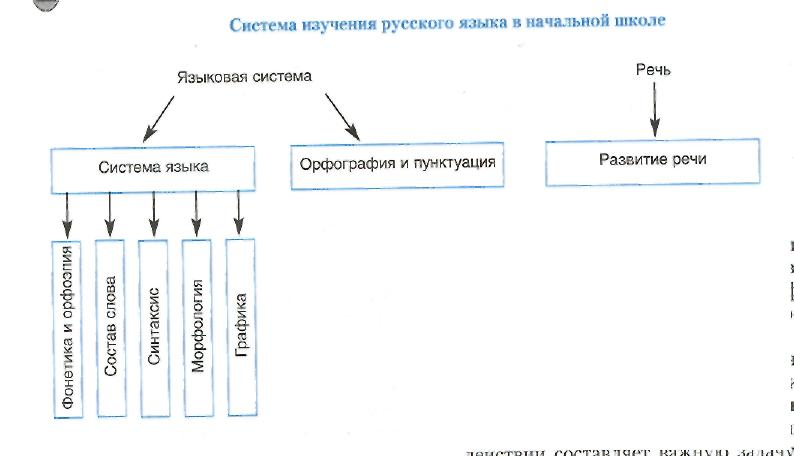 Система изучения русского языка в начальной школе
Языковая система
Речь
Система языка
Орфография и пунктуация
Развитие речи
Фонетика и орфоэпия
Состав слова
Синтаксис
Морфология
Графика
составляет важную задачу